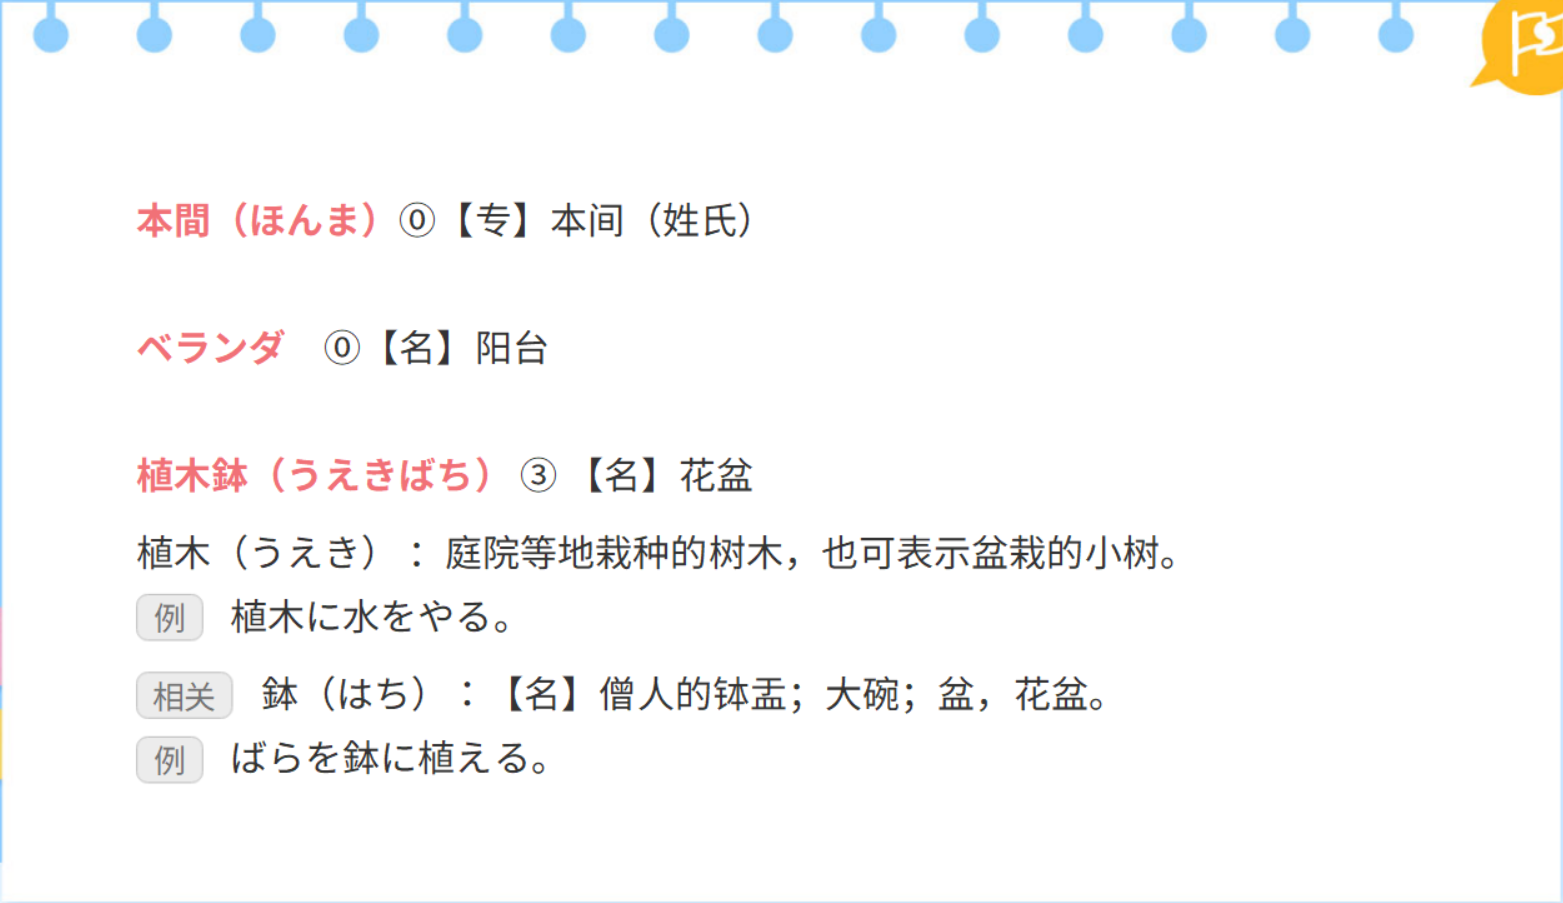 本間（ほんま）⓪【专】本间（姓氏）
ベランダ　⓪【名】阳台
植木鉢（うえきばち） ③ 【名】花盆
植木（うえき） ：庭院等地栽种的树木，也可表示盆栽的小树。
例 植木に水をやる。
相关 鉢（はち） ：【名】僧人的钵盂；大碗；盆，花盆。
例 ばらを鉢に植える。